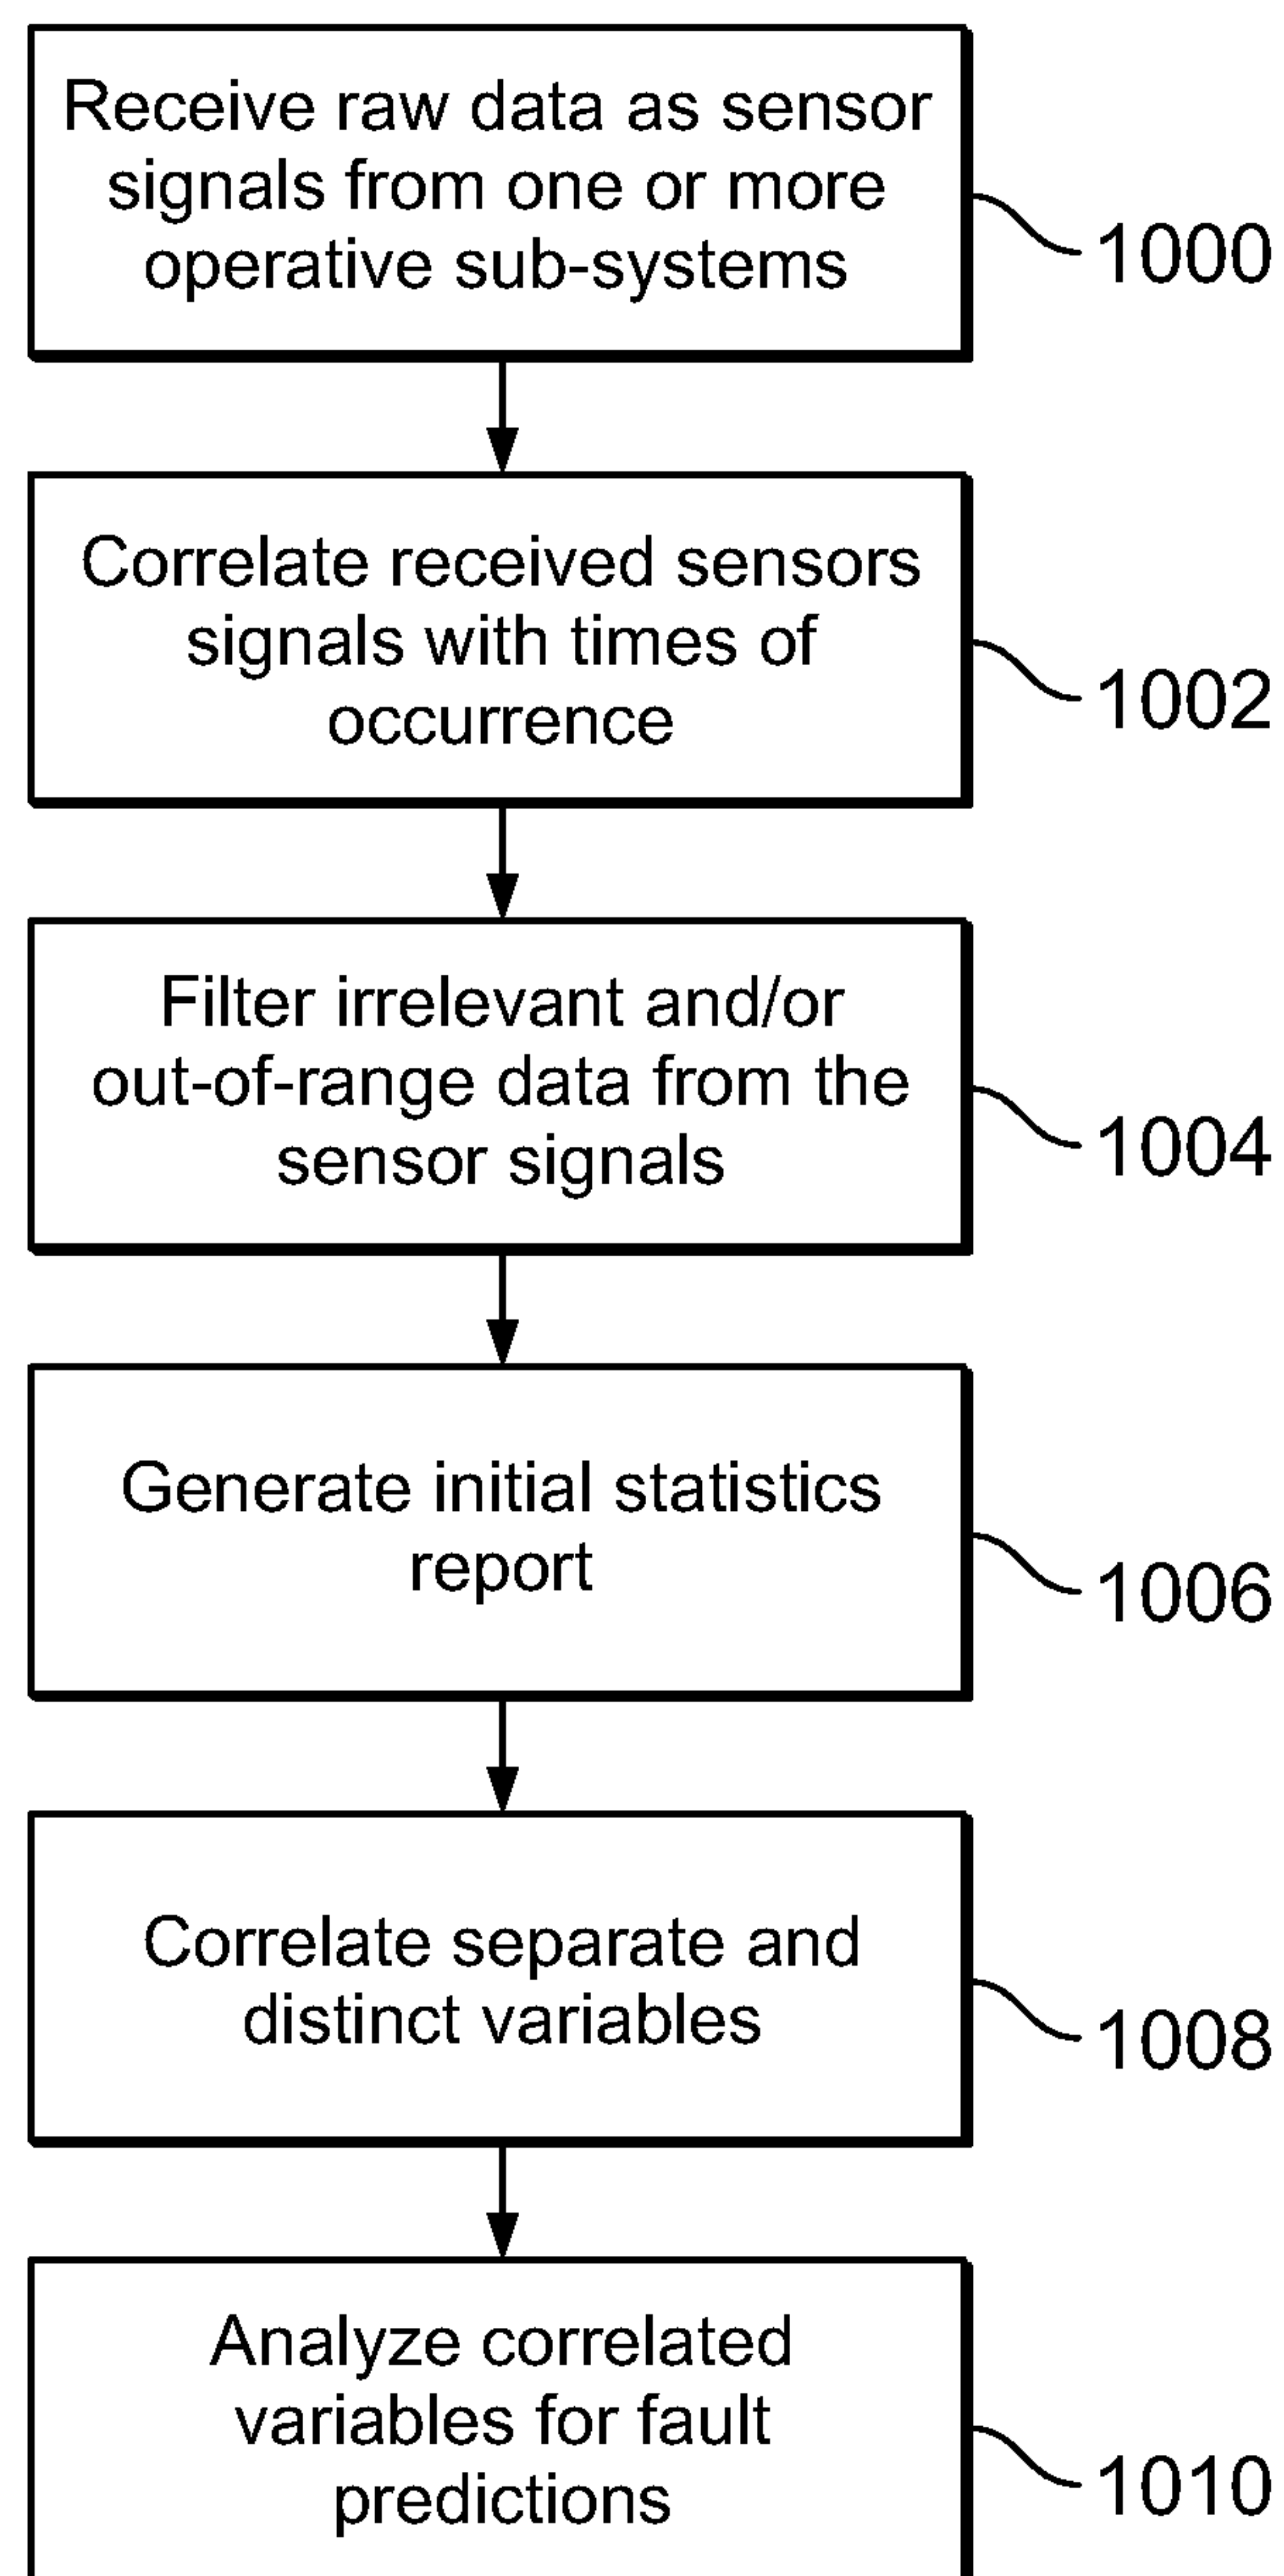 Receive raw data as sensor
signals from one or more
operative sub-systems
1000
Correlate received sensors
signals with times of
occurrence
1002
Filter irrelevant and/or
out-of-range data from the
sensor signals
1004
Generate initial statistics
report
1006
Correlate separate and
distinct variables
1008
Analyze correlated
variables for fault
predictions
1010